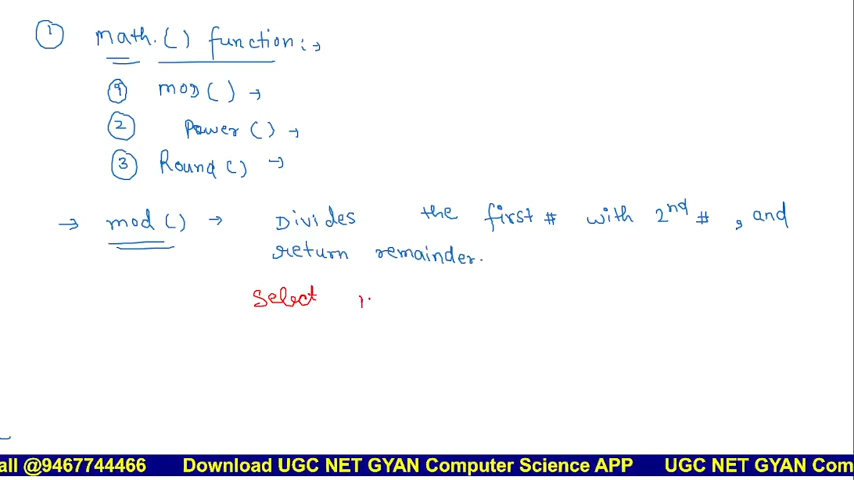 ① Math.() function:→
① MOD() →
② Power() →
③ Round() →
→ mod() → Divides the first # with 2nd #, and
return remainder.
Select
all @9467744466 Download UGC NET GYAN Computer Science APP UGC NET GYAN Com